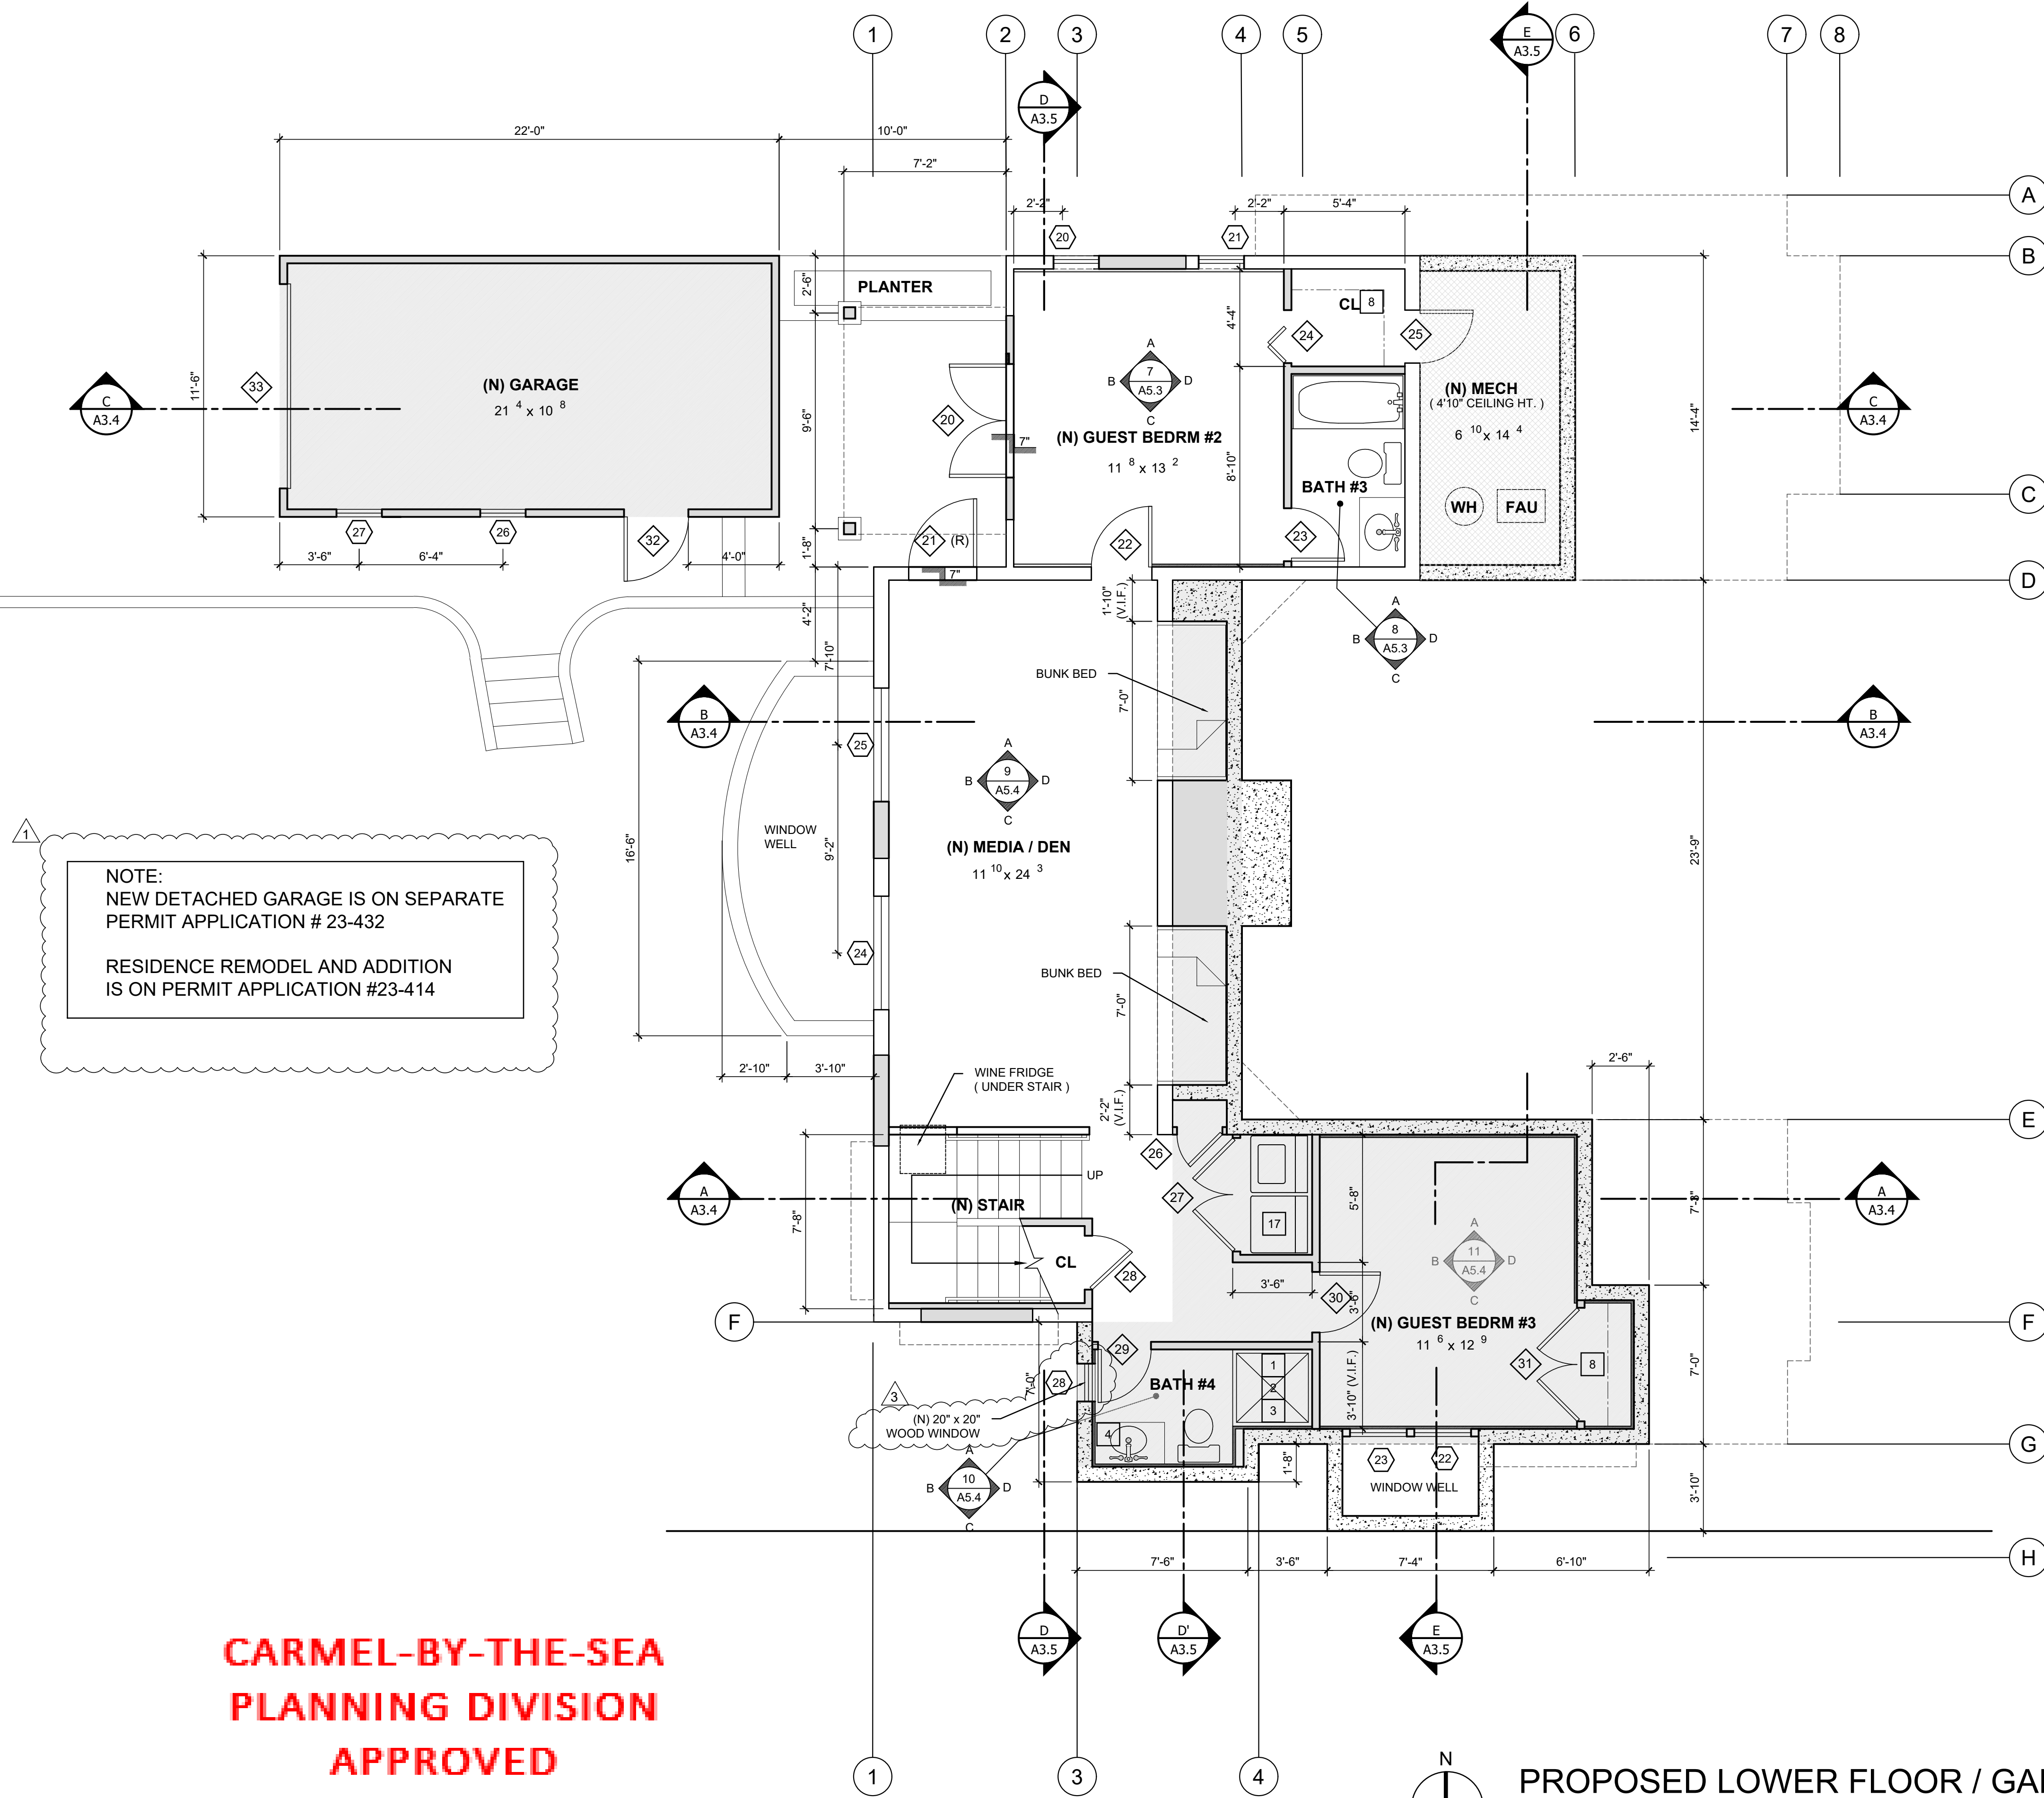 1
2
3
4
5
6
7
8
E
A3.5
D
A3.5
22'-0"
10'-0"
7'-2"
2'-2"
2'-2"
5'-4"
A
B
C
D
E
F
G
H
20
21
PLANTER
2'-6"
CL
8
4'-4"
24
25
11'-6"
33
C
A3.4
(N) GARAGE
21 4 x 10 8
9'-6"
20
A
B
7
A5.3
D
C
7"
(N) GUEST BEDRM #2
11 8 x 13 2
8'-10"
(N) MECH
( 4'10" CEILING HT. )
6 10 x 14 4
14'-4"
C
A3.4
BATH #3
WH
FAU
27
26
32
3'-6"
6'-4"
4'-0"
1'-8"
21
(R)
22
23
7"
4'-2"
7'-10"
1'-10"
(V.I.F.)
A
B
8
A5.3
D
C
BUNK BED
7'-0"
B
A3.4
B
A3.4
25
A
B
9
A5.4
D
C
1
NOTE:
NEW DETACHED GARAGE IS ON SEPARATE
PERMIT APPLICATION # 23-432
RESIDENCE REMODEL AND ADDITION
IS ON PERMIT APPLICATION #23-414
16'-6"
WINDOW
WELL
9'-2"
(N) MEDIA / DEN
11 10 x 24 3
23'-9"
24
BUNK BED
7'-0"
2'-10"
3'-10"
WINE FRIDGE
( UNDER STAIR )
2'-2"
(V.I.F.)
2'-6"
26
UP
27
17
5'-8"
7'-8"
A
A3.4
(N) STAIR
CL
28
3'-6"
30
3'-6"
A
B
11
A5.4
D
C
(N) GUEST BEDRM #3
11 6 x 12 9
A
A3.4
F
29
31
8
7'-0"
3'-10" (V.I.F.)
28
7'-0"
3
(N) 20" x 20"
WOOD WINDOW
BATH #4
1
2
3
4
A
B
10
A5.4
D
C
1'-8"
23
22
WINDOW WELL
3'-10"
7'-6"
3'-6"
7'-4"
6'-10"
D
A3.5
D'
A3.5
E
A3.5
CARMEL-BY-THE-SEA
PLANNING DIVISION
APPROVED
1
3
4
N
PROPOSED LOWER FLOOR /